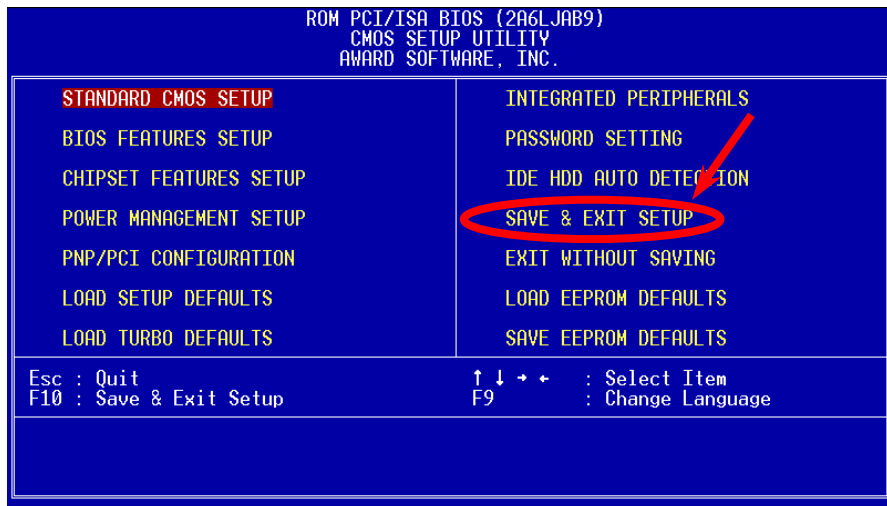 ROM PCI/ISA BIOS (2A6LJAB9)
CMOS SETUP UTILITY
AWARD SOFTWARE, INC.
STANDARD CMOS SETUP
BIOS FEATURES SETUP
CHIPSET FEATURES SETUP
POWER MANAGEMENT SETUP
PNP/PCI CONFIGURATION
LOAD SETUP DEFAULTS
LOAD TURBO DEFAULTS
INTEGRATED PERIPHERALS
PASSWORD SETTING
IDE HDD AUTO DETECTION
SAVE & EXIT SETUP
EXIT WITHOUT SAVING
LOAD EEPROM DEFAULTS
SAVE EEPROM DEFAULTS
Esc : Quit
F10 : Save & Exit Setup
↑ ↓ → ← : Select Item
F9 : Change Language